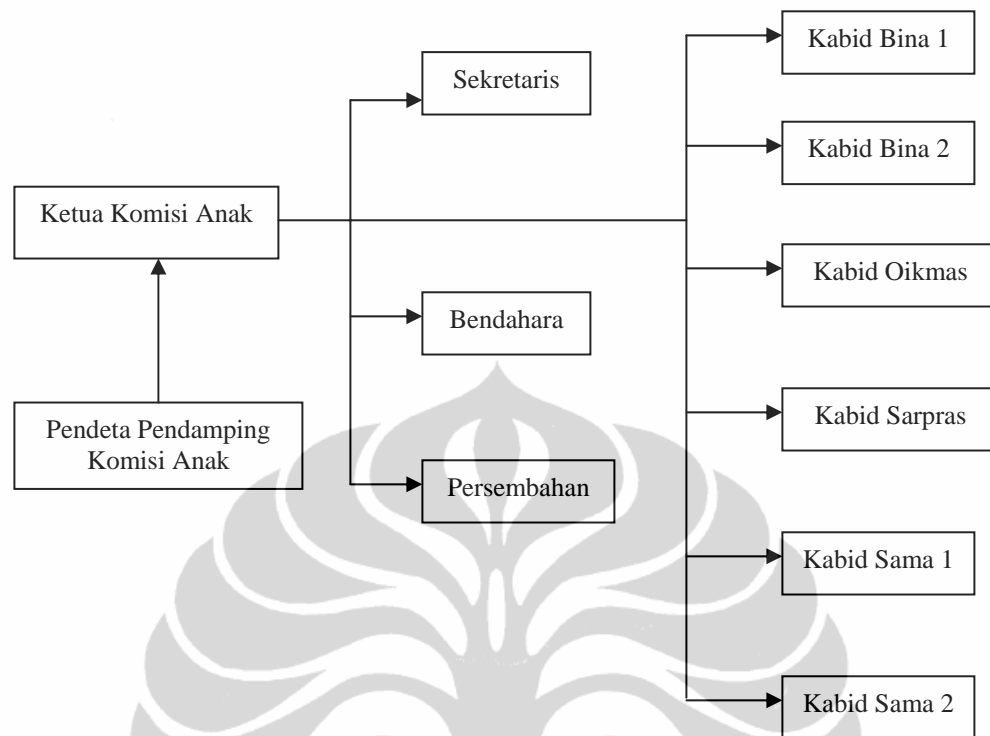 Ketua Komisi Anak
Pendeta Pendamping
Komisi Anak
Sekretaris
Bendahara
Persembahan
Kabid Bina 1
Kabid Bina 2
Kabid Oikmas
Kabid Sarpras
Kabid Sama 1
Kabid Sama 2